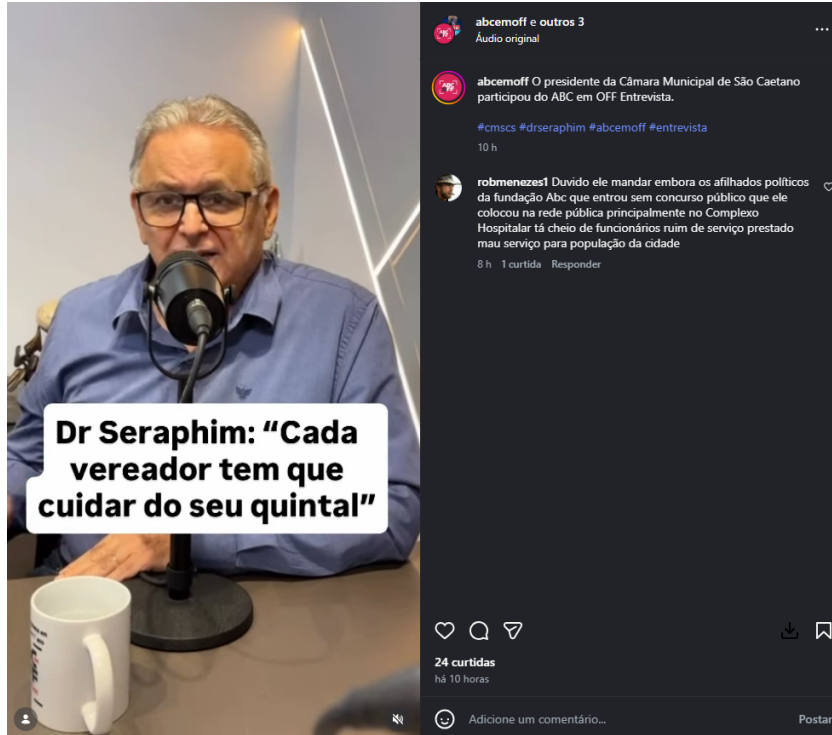 Dr Seraphim: “Cada
vereador tem que
cuidar do seu quintal”
abcemoff e outros 3
Áudio original
abcemoff O presidente da Câmara Municipal de São Caetano
participou do ABC em OFF Entrevista.
#cmscs #drseraphim #abcemoff #entrevista
10 h
robmenezes1 Duvido ele mandar embora os afilhados políticos
da fundação Abc que entrou sem concurso público que ele
colocou na rede pública principalmente no Complexo
Hospitalar tá cheio de funcionários ruim de serviço prestado
mau serviço para população da cidade
8 h 1 curtida Responder
24 curtidas
há 10 horas
Adicione um comentário...
Postar